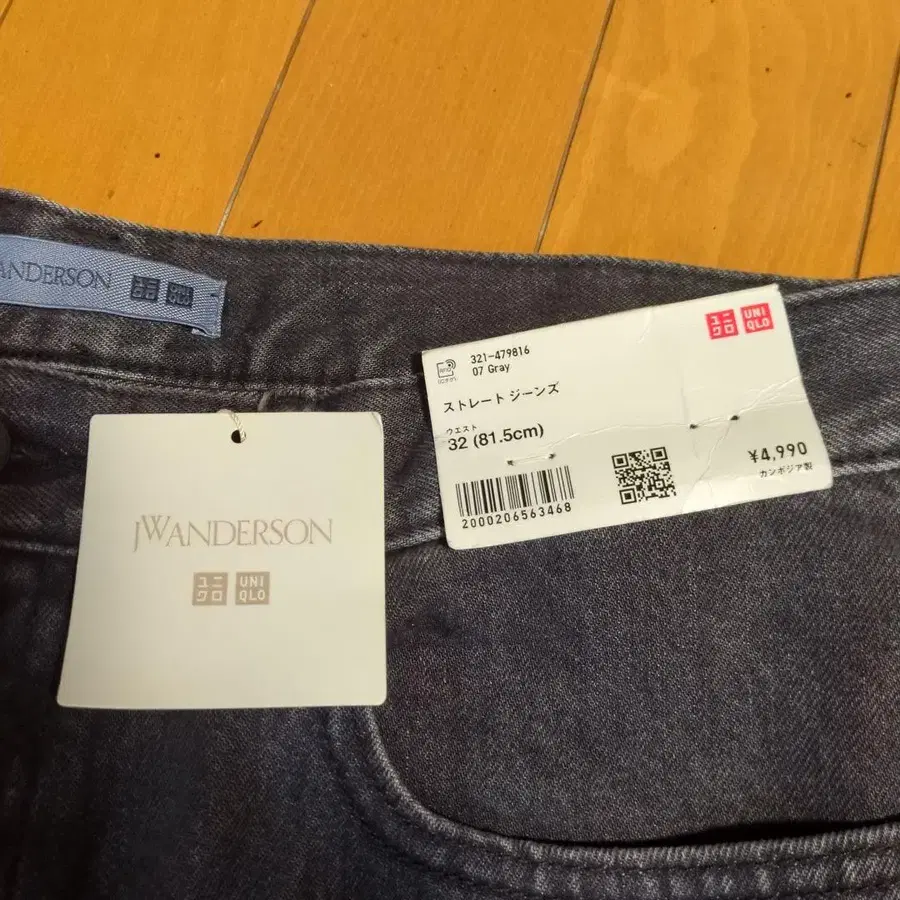 ANDERSON ユニクロ UNIQLO
JWANDERSON
ユニクロ UNIQLO
ユニクロ UNIQLO
321-479816
07 Gray
ストレート ジーンズ
ウエスト
32 (81.5cm)
¥4,990
カンボジア製
2000206563468